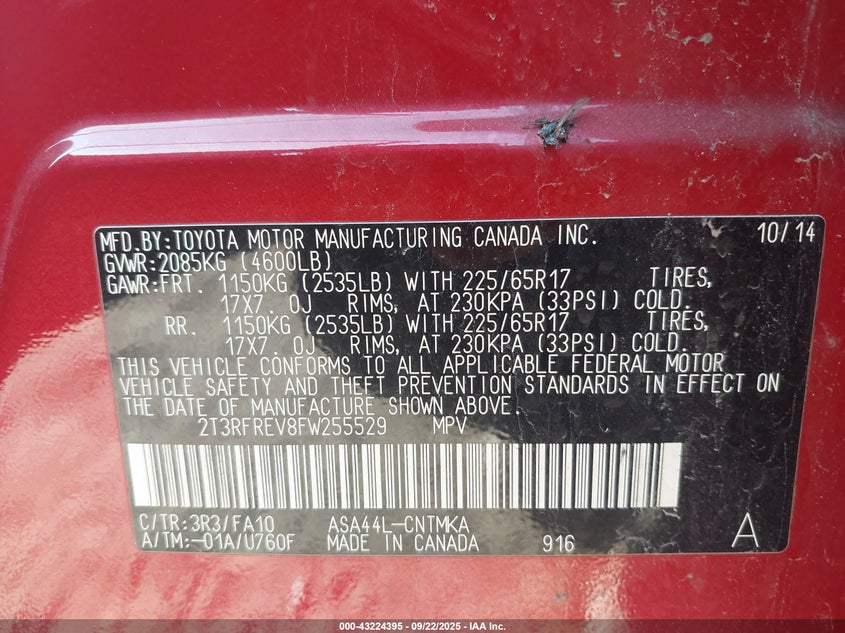 MFD.BY:TOYOTA MOTOR MANUFACTURING CANADA INC. 10/14
GVWR:2085KG (4600LB)
GAWR:FRT. 1150KG (2535LB) WITH 225/65R17 TIRES,
17X7.0J RIMS, AT 230KPA (33PSI) COLD.
RR. 1150KG (2535LB) WITH 225/65R17 TIRES,
17X7.0J RIMS, AT 230KPA (33PSI) COLD.
THIS VEHICLE CONFORMS TO ALL APPLICABLE FEDERAL MOTOR
VEHICLE SAFETY AND THEFT PREVENTION STANDARDS IN EFFECT ON
THE DATE OF MANUFACTURE SHOWN ABOVE.
2T3RFREV8FW255529 MPV
C/TR:3R3/FA10 ASA44L-CNTMKA
A/TM:-01A/U760F MADE IN CANADA 916 A
000-43224395 - 09/22/2025 - IAA Inc.